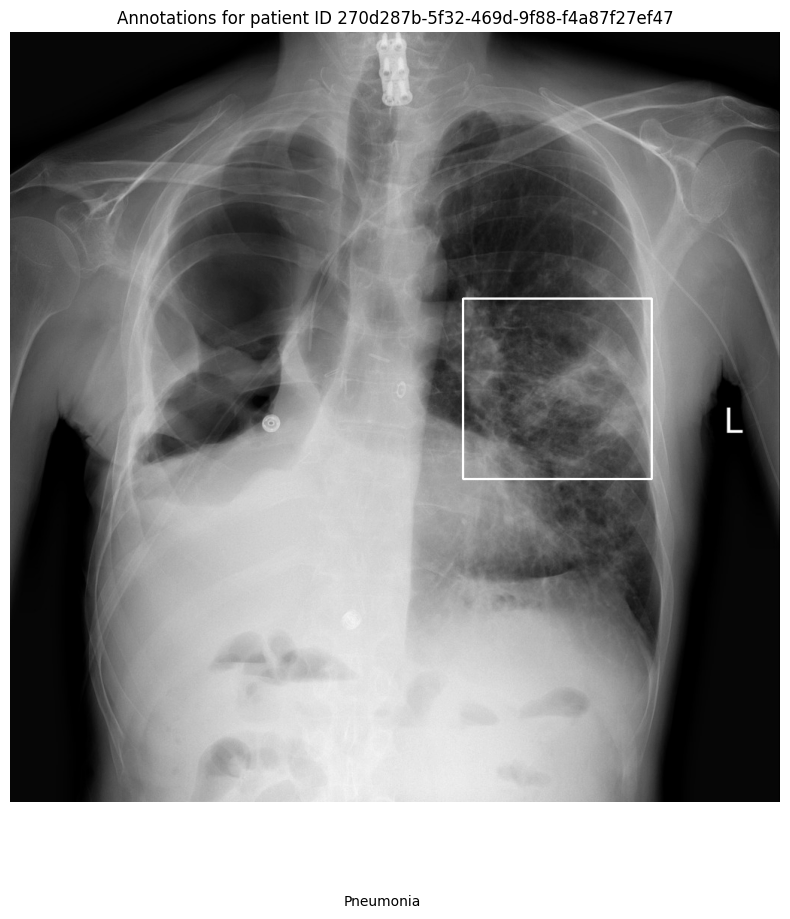 Annotations for patient ID 270d287b-5f32-469d-9f88-f4a87f27ef47
L
Pneumonia